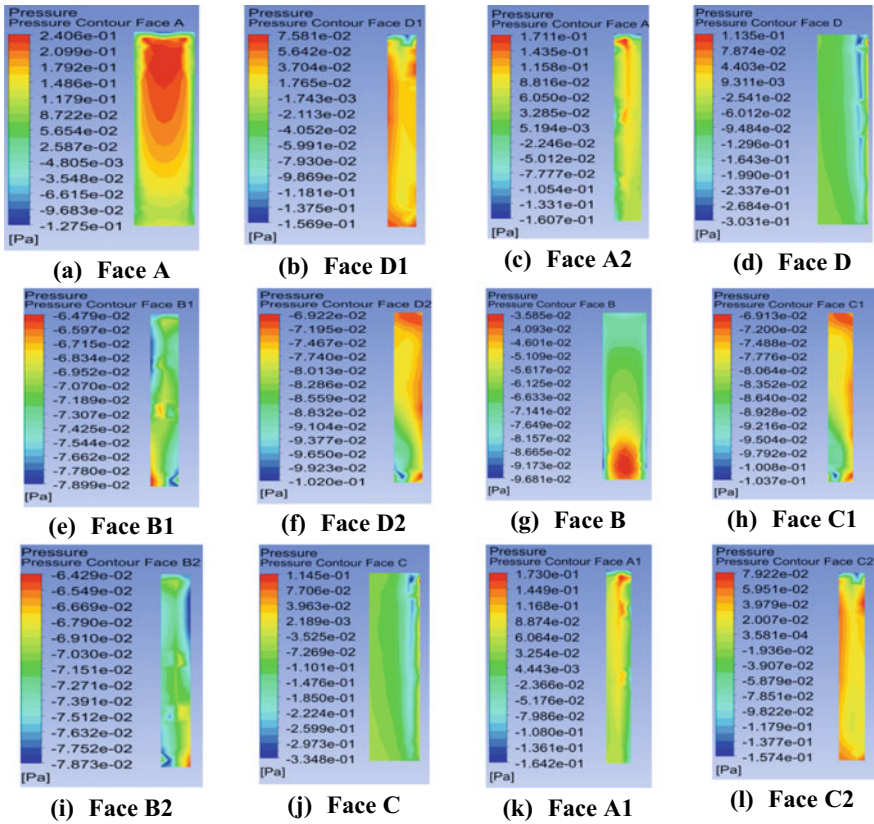 Pressure
Pressure Contour Face A
2.406e-01
2.099e-01
1.792e-01
1.486e-01
1.179e-01
8.722e-02
5.654e-02
2.587e-02
-4.805e-03
-3.548e-02
-6.615e-02
-9.683e-02
-1.275e-01
[Pa]
(a) Face A
Pressure
Pressure Contour Face D1
7.581e-02
5.642e-02
3.704e-02
1.765e-02
-1.743e-03
-2.113e-02
-4.052e-02
-5.991e-02
-7.930e-02
-9.869e-02
-1.181e-01
-1.375e-01
-1.569e-01
[Pa]
(b) Face D1
Pressure
Pressure Contour Face A
1.711e-01
1.435e-01
1.158e-01
8.816e-02
6.050e-02
3.285e-02
5.194e-03
-2.246e-02
-5.012e-02
-7.777e-02
-1.054e-01
-1.331e-01
-1.607e-01
[Pa]
(c) Face A2
Pressure
Pressure Contour Face D
1.135e-01
7.874e-02
4.403e-02
9.311e-03
-2.541e-02
-6.012e-02
-9.484e-02
-1.296e-01
-1.643e-01
-1.990e-01
-2.337e-01
-2.684e-01
-3.031e-01
[Pa]
(d) Face D
Pressure
Pressure Contour Face B1
-6.479e-02
-6.597e-02
-6.715e-02
-6.834e-02
-6.952e-02
-7.070e-02
-7.189e-02
-7.307e-02
-7.425e-02
-7.544e-02
-7.662e-02
-7.780e-02
-7.899e-02
[Pa]
(e) Face B1
Pressure
Pressure Contour Face D2
-6.922e-02
-7.195e-02
-7.467e-02
-7.740e-02
-8.013e-02
-8.286e-02
-8.559e-02
-8.832e-02
-9.104e-02
-9.377e-02
-9.650e-02
-9.923e-02
-1.020e-01
[Pa]
(f) Face D2
Pressure
Pressure Contour Face B
-3.585e-02
-4.093e-02
-4.601e-02
-5.109e-02
-5.617e-02
-6.125e-02
-6.633e-02
-7.141e-02
-7.649e-02
-8.157e-02
-8.665e-02
-9.173e-02
-9.681e-02
[Pa]
(g) Face B
Pressure
Pressure Contour Face C1
-6.913e-02
-7.200e-02
-7.488e-02
-7.776e-02
-8.064e-02
-8.352e-02
-8.640e-02
-8.928e-02
-9.216e-02
-9.504e-02
-9.792e-02
-1.008e-01
-1.037e-01
[Pa]
(h) Face C1
Pressure
Pressure Contour Face B2
-6.429e-02
-6.549e-02
-6.669e-02
-6.790e-02
-6.910e-02
-7.030e-02
-7.151e-02
-7.271e-02
-7.391e-02
-7.512e-02
-7.632e-02
-7.752e-02
-7.873e-02
[Pa]
(i) Face B2
Pressure
Pressure Contour Face C
1.145e-01
7.706e-02
3.963e-02
2.189e-03
-3.525e-02
-7.269e-02
-1.101e-01
-1.476e-01
-1.850e-01
-2.224e-01
-2.599e-01
-2.973e-01
-3.348e-01
[Pa]
(j) Face C
Pressure
Pressure Contour Face A1
1.730e-01
1.449e-01
1.168e-01
8.874e-02
6.064e-02
3.254e-02
4.443e-03
-2.366e-02
-5.176e-02
-7.986e-02
-1.080e-01
-1.361e-01
-1.642e-01
[Pa]
(k) Face A1
Pressure
Pressure Contour Face C2
7.922e-02
5.951e-02
3.979e-02
2.007e-02
3.581e-04
-1.936e-02
-3.907e-02
-5.879e-02
-7.851e-02
-9.822e-02
-1.179e-01
-1.377e-01
-1.574e-01
[Pa]
(l) Face C2